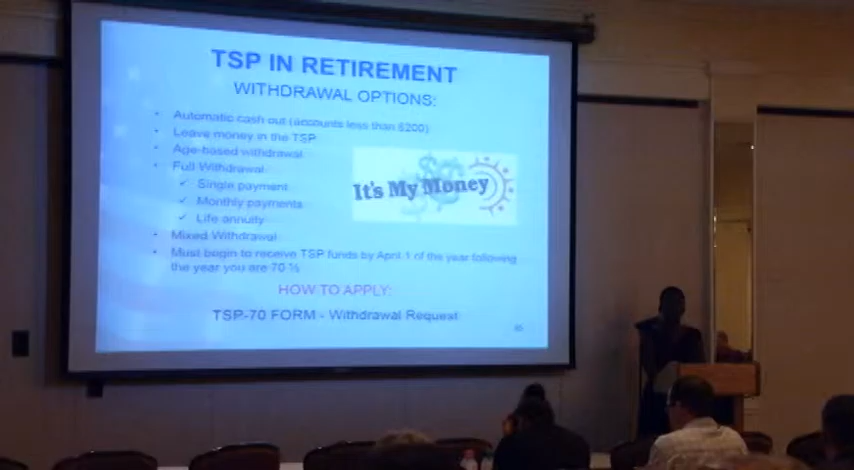 TSP IN RETIREMENT
WITHDRAWAL OPTIONS:
• Automatic cash out (accounts less than $200)
• Leave money in the TSP
• Age-based withdrawal
• Full Withdrawal
✓ Single payment
✓ Monthly payments
✓ Life annuity
• Mixed Withdrawal
• Must begin to receive TSP funds by April 1 of the year following
the year you are 70 ½
It's My Money
HOW TO APPLY:
TSP-70 FORM - Withdrawal Request